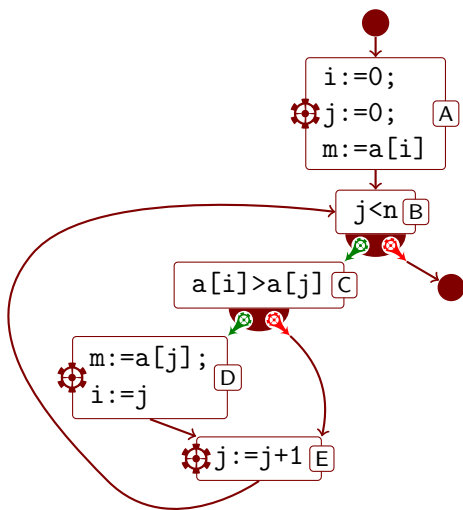 i:=0;
j:=0;
m:=a[i]
A
j<n
B
a[i]>a[j]
C
m:=a[j];
i:=j
D
j:=j+1
E